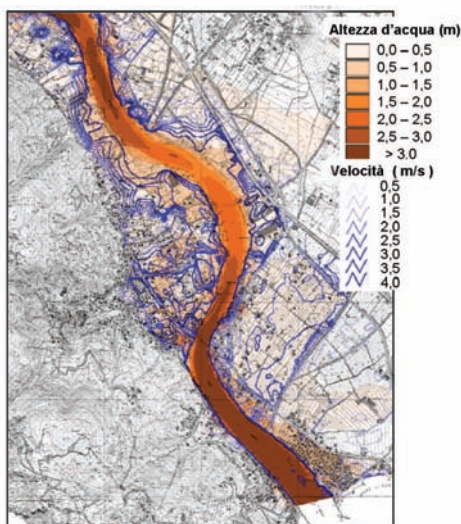 Altezza d'acqua (m)
0,0 – 0,5
0,5 – 1,0
1,0 – 1,5
1,5 – 2,0
2,0 – 2,5
2,5 – 3,0
> 3.0
Velocità ( m/s )
0,5
1,0
1,5
2,0
2,5
3,0
3,5
4,0